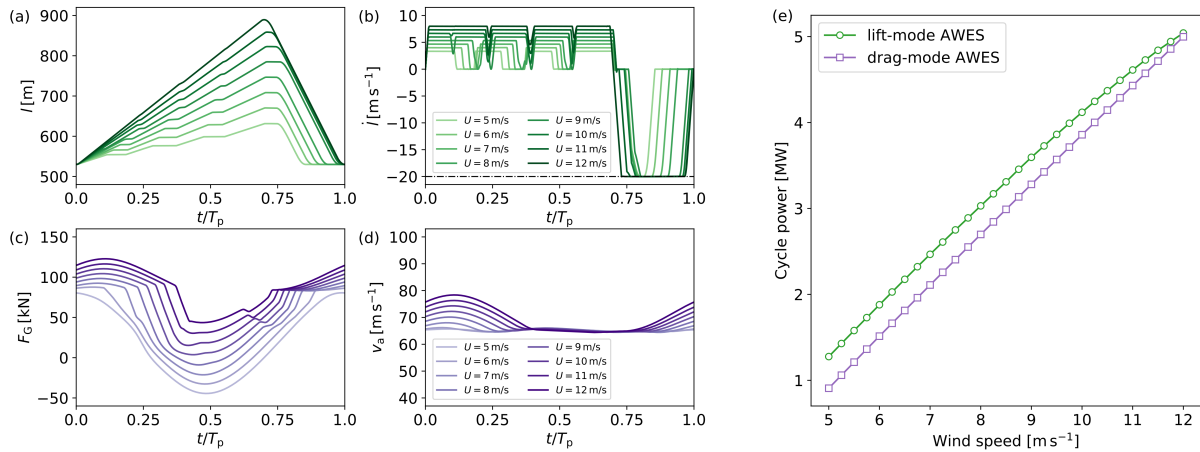 (a)
900
800
700
600
500
l [m]
0.0
0.25
0.5
0.75
1.0
t/Tp
(b)
10
5
0
−5
−10
−15
−20
l̇ [m s⁻¹]
U = 5 m/s
U = 6 m/s
U = 7 m/s
U = 8 m/s
U = 9 m/s
U = 10 m/s
U = 11 m/s
U = 12 m/s
0.0
0.25
0.5
0.75
1.0
t/Tp
(c)
150
100
50
0
−50
F_G [kN]
0.0
0.25
0.5
0.75
1.0
t/Tp
(d)
100
90
80
70
60
50
40
v_a [m s⁻¹]
U = 5 m/s
U = 6 m/s
U = 7 m/s
U = 8 m/s
U = 9 m/s
U = 10 m/s
U = 11 m/s
U = 12 m/s
0.0
0.25
0.5
0.75
1.0
t/Tp
(e)
lift-mode AWES
drag-mode AWES
5
4
3
2
1
Cycle power [MW]
5
6
7
8
9
10
11
12
Wind speed [m s⁻¹]